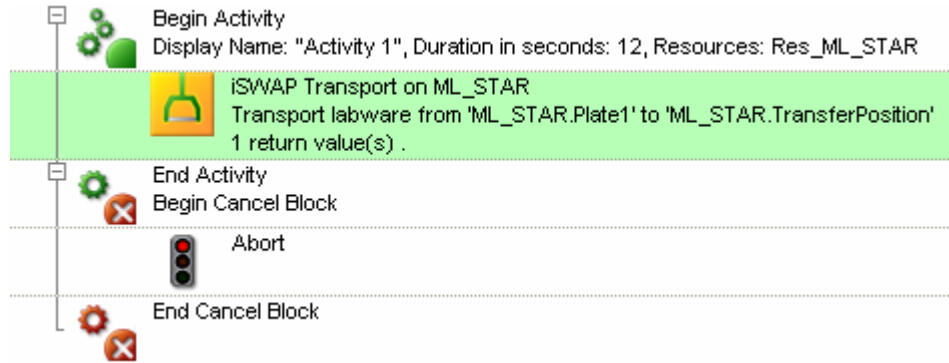 Begin Activity
Display Name: "Activity 1", Duration in seconds: 12, Resources: Res_ML_STAR
iSWAP Transport on ML_STAR
Transport labware from 'ML_STAR.Plate1' to 'ML_STAR.TransferPosition'
1 return value(s) .
End Activity
Begin Cancel Block
Abort
End Cancel Block